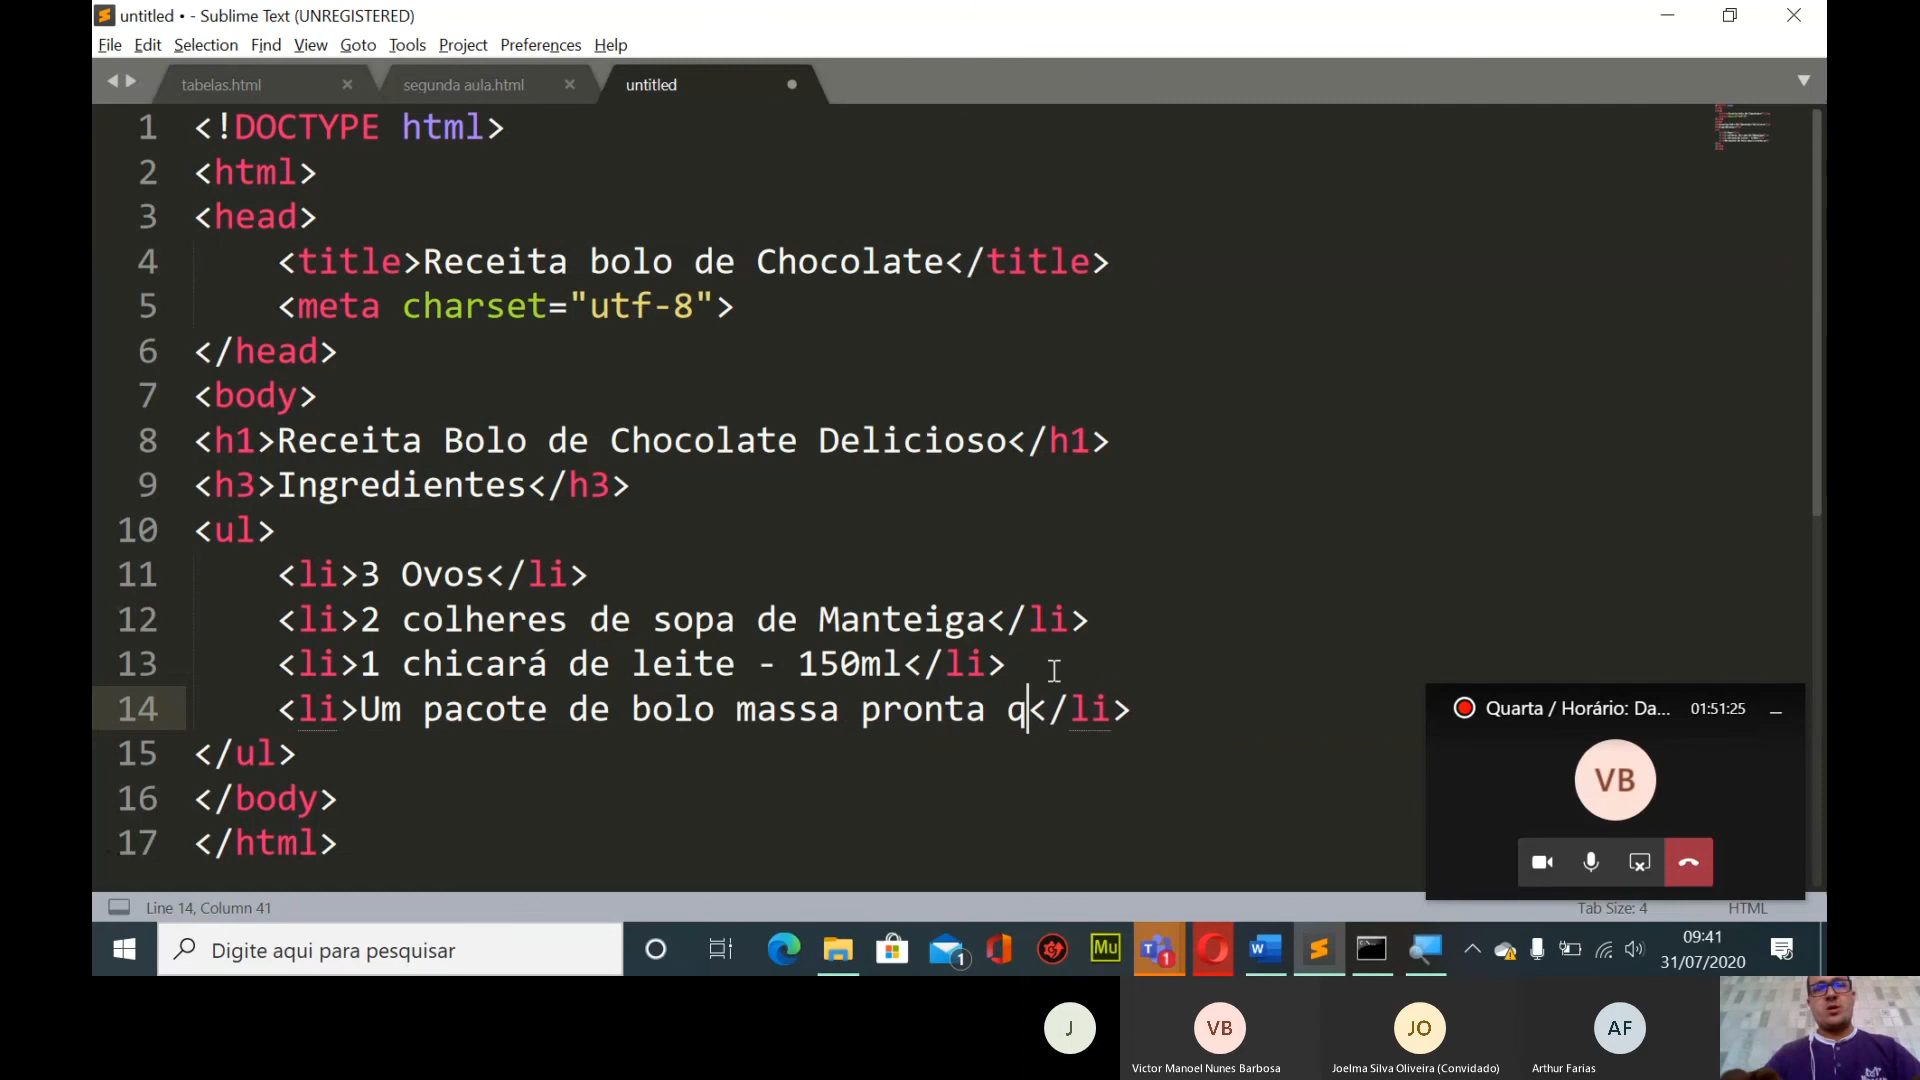 untitled • - Sublime Text (UNREGISTERED)
File Edit Selection Find View Goto Tools Project Preferences Help
tabelas.html × segunda aula.html × untitled
1 <!DOCTYPE html>
2 <html>
3 <head>
4 <title>Receita bolo de Chocolate</title>
5 <meta charset="utf-8">
6 </head>
7 <body>
8 <h1>Receita Bolo de Chocolate Delicioso</h1>
9 <h3>Ingredientes</h3>
10 <ul>
11 <li>3 Ovos</li>
12 <li>2 colheres de sopa de Manteiga</li>
13 <li>1 chicará de leite - 150ml</li>
14 <li>Um pacote de bolo massa pronta q</li>
15 </ul>
16 </body>
17 </html>
Quarta / Horário: Da... 01:51:25
VB
Line 14, Column 41
Tab Size: 4 HTML
Digite aqui para pesquisar
1
Mu
T 1
W
09:41
31/07/2020
J VB JO AF
Victor Manoel Nunes Barbosa
Joelma Silva Oliveira (Convidado)
Arthur Farias